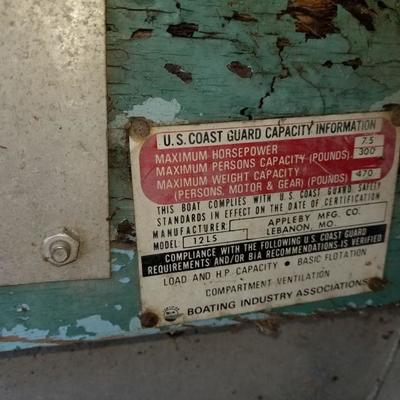 U.S. COAST GUARD CAPACITY INFORMATION
MAXIMUM HORSEPOWER 7.5
MAXIMUM PERSONS CAPACITY (POUNDS) 300
MAXIMUM WEIGHT CAPACITY
(PERSONS, MOTOR & GEAR) (POUNDS) 470
THIS BOAT COMPLIES WITH U.S. COAST GUARD SAFETY
STANDARDS IN EFFECT ON THE DATE OF CERTIFICATION
MANUFACTURER APPLEBY MFG. CO.
LEBANON, MO
MODEL: 12LS
COMPLIANCE WITH THE FOLLOWING U.S. COAST GUARD
REQUIREMENTS AND/OR BIA RECOMMENDATIONS IS VERIFIED
LOAD AND H.P. CAPACITY • BASIC FLOTATION
COMPARTMENT VENTILATION
BOATING INDUSTRY ASSOCIATIONS